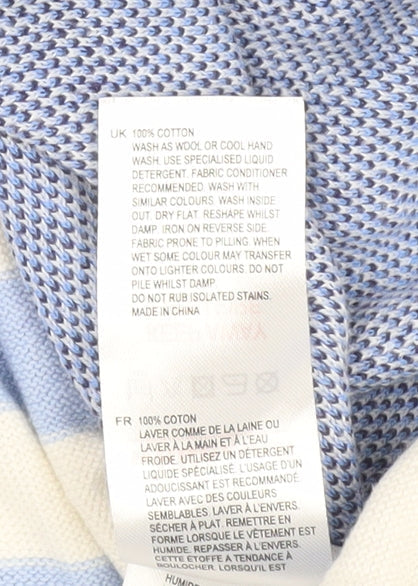 UK 100% COTTON
WASH AS WOOL OR COOL HAND
WASH. USE SPECIALISED LIQUID
DETERGENT. FABRIC CONDITIONER
RECOMMENDED. WASH WITH
SIMILAR COLOURS. WASH INSIDE
OUT. DRY FLAT. RESHAPE WHILST
DAMP. IRON ON REVERSE SIDE.
FABRIC PRONE TO PILLING. WHEN
WET SOME COLOUR MAY TRANSFER
ONTO LIGHTER COLOURS. DO NOT
PILE WHILST DAMP.
DO NOT RUB ISOLATED STAINS.
MADE IN CHINA
FR 100% COTON
LAVER COMME DE LA LAINE OU
LAVER À LA MAIN ET À L'EAU
FROIDE. UTILISEZ UN DÉTERGENT
LIQUIDE SPÉCIALISÉ. L'USAGE D'UN
ADOUCISSANT EST RECOMMANDÉ
LAVER AVEC DES COULEURS
SEMBLABLES. LAVER À L'ENVERS.
SÉCHER À PLAT. REMETTRE EN
FORME LORSQUE LE VÊTEMENT EST
HUMIDE. REPASSER À L'ENVERS.
CETTE ÉTOFFE A TENDANCE À
BOULOCHER. LORSQU'IL EST
HUMIDE